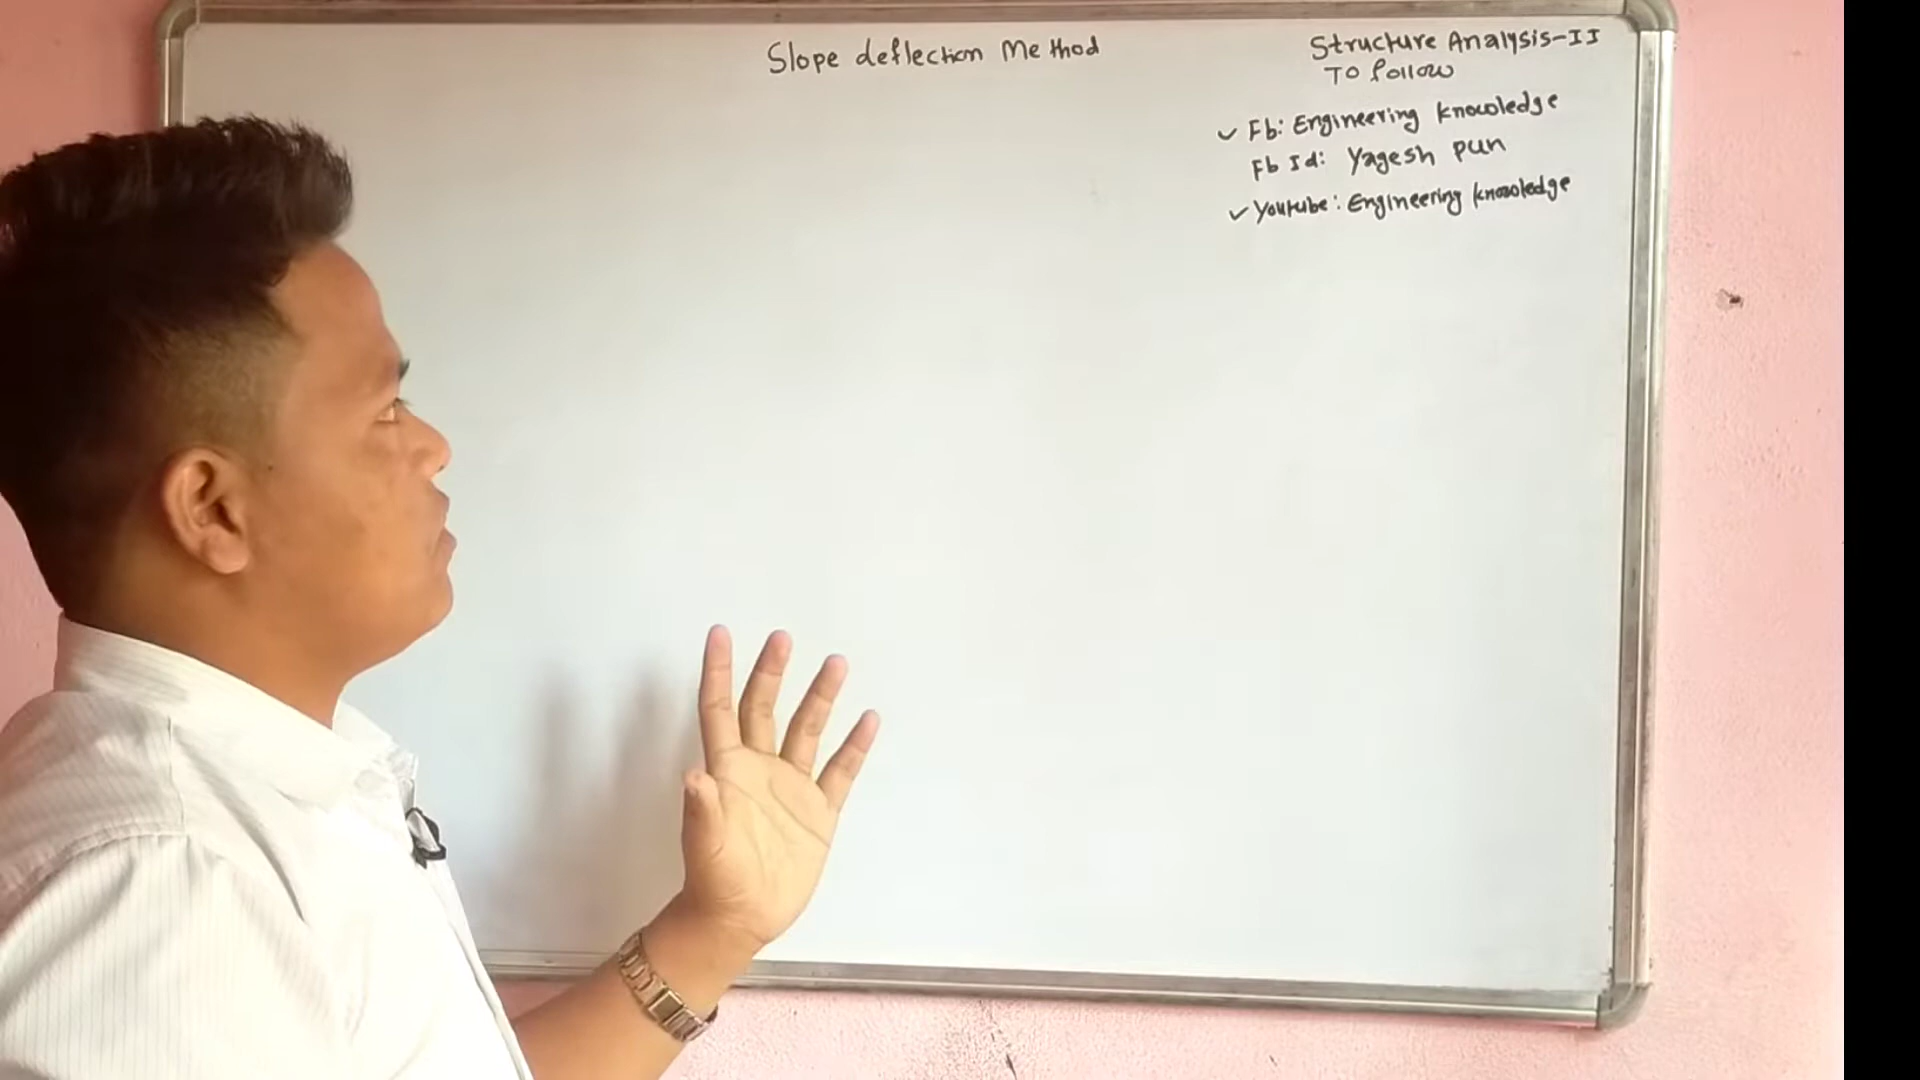 Slope deflection Method
Structure Analysis-II
To follow
✓ Fb: Engineering knowledge
Fb Id: Yagesh pun
✓ Youtube: Engineering knowledge